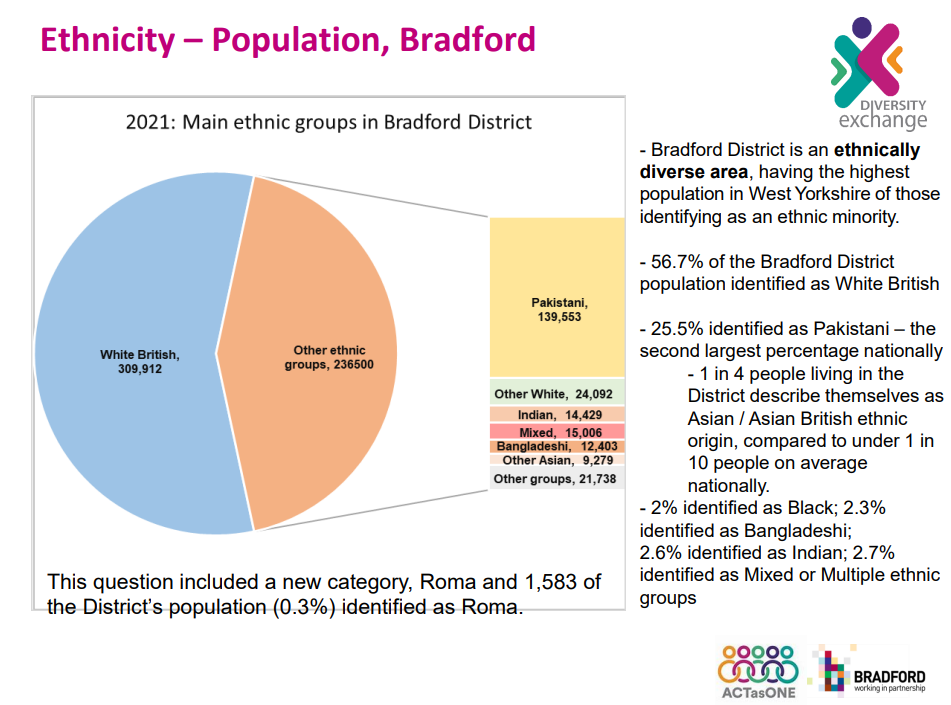 Ethnicity – Population, Bradford
DIVERSITY
exchange
2021: Main ethnic groups in Bradford District
White British,
309,912
Other ethnic
groups, 236500
Pakistani,
139,553
Other White, 24,092
Indian, 14,429
Mixed, 15,006
Bangladeshi, 12,403
Other Asian, 9,279
Other groups, 21,738
This question included a new category, Roma and 1,583 of
the District's population (0.3%) identified as Roma.
- Bradford District is an ethnically
diverse area, having the highest
population in West Yorkshire of those
identifying as an ethnic minority.
- 56.7% of the Bradford District
population identified as White British
- 25.5% identified as Pakistani – the
second largest percentage nationally
- 1 in 4 people living in the
District describe themselves as
Asian / Asian British ethnic
origin, compared to under 1 in
10 people on average
nationally.
- 2% identified as Black; 2.3%
identified as Bangladeshi;
2.6% identified as Indian; 2.7%
identified as Mixed or Multiple ethnic
groups
ACTasONE
BRADFORD
working in partnership